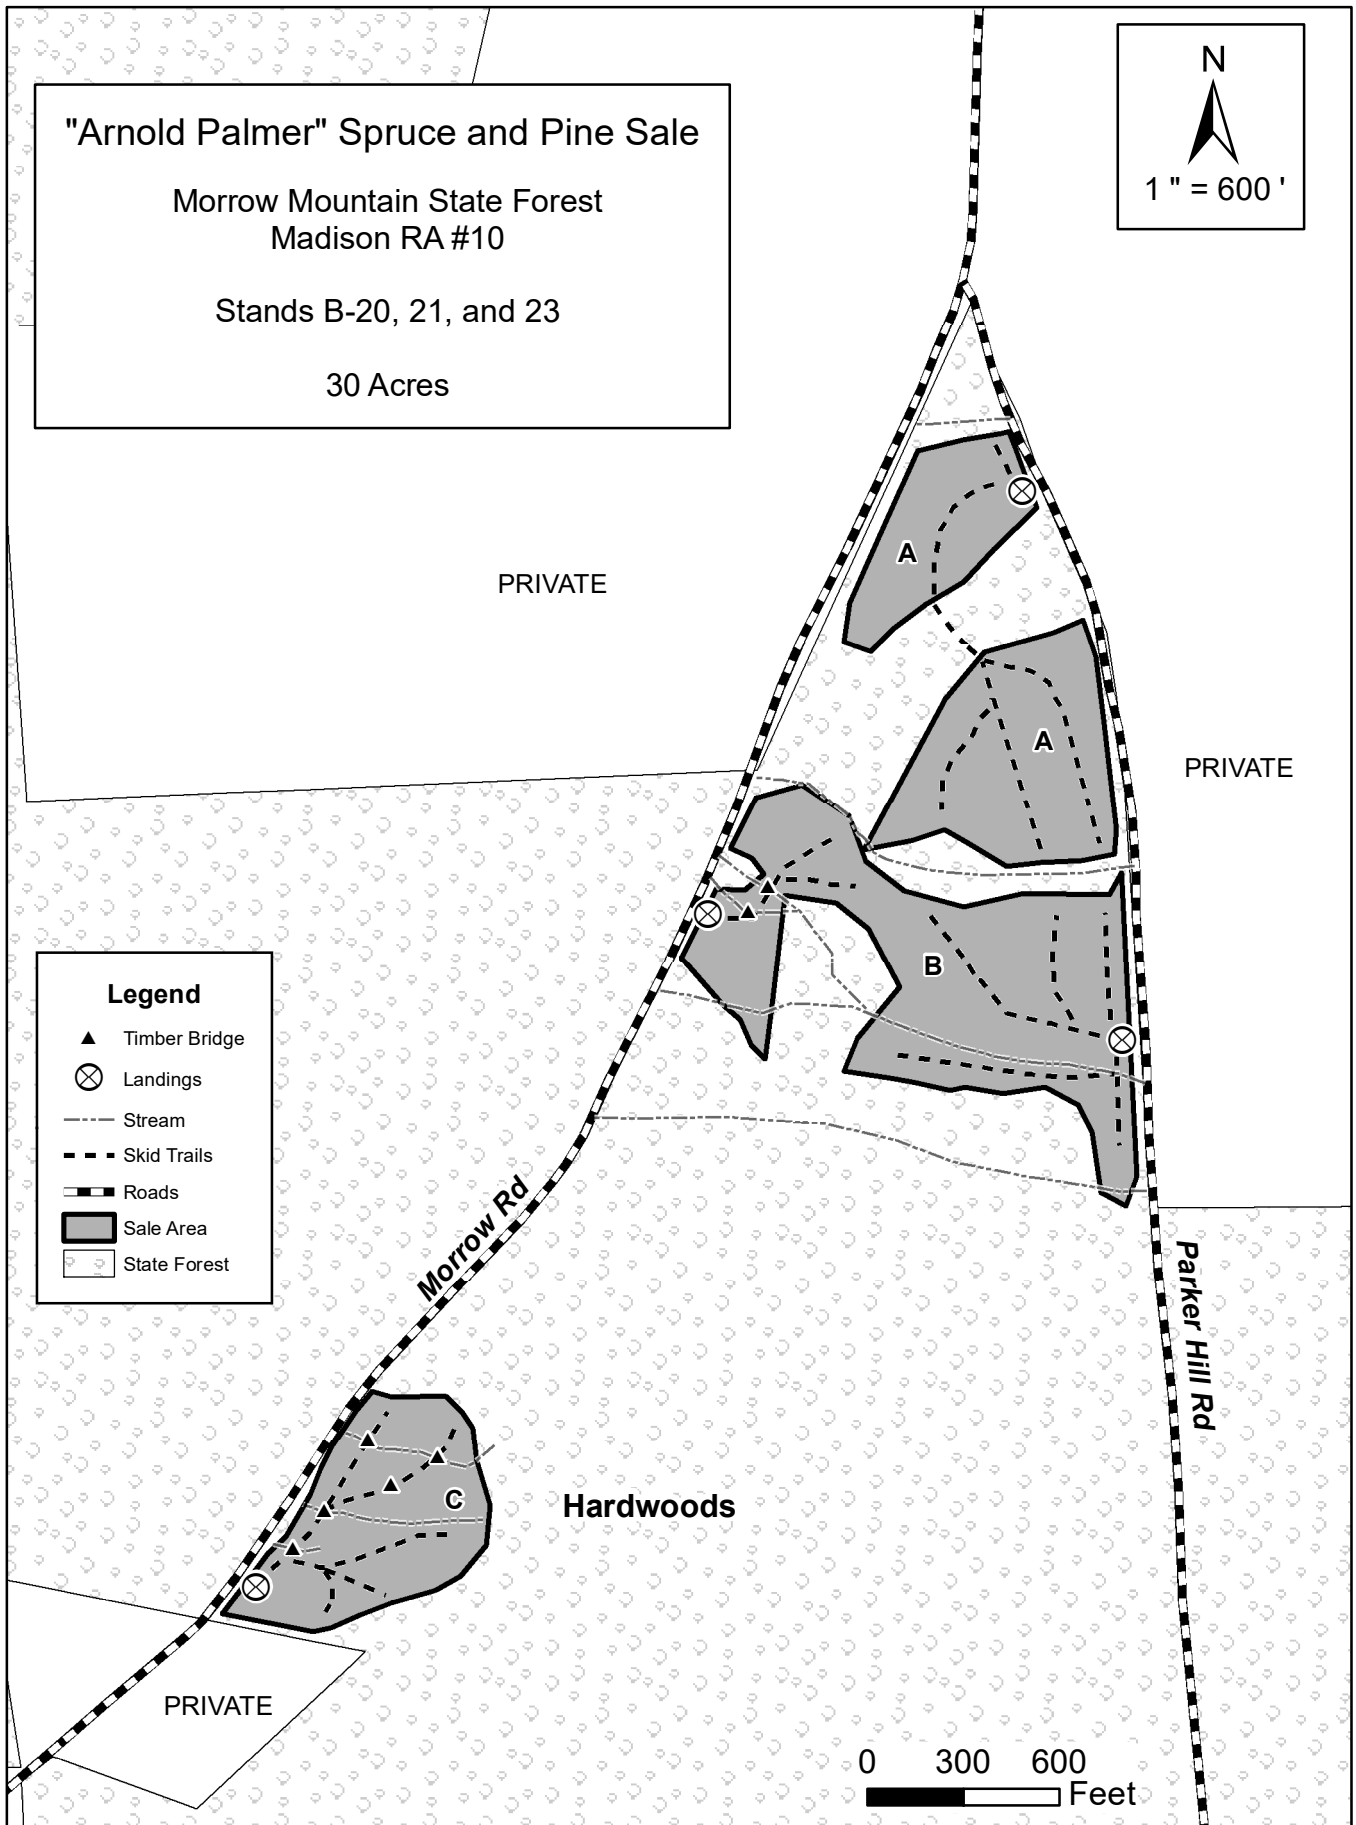 "Arnold Palmer" Spruce and Pine Sale
Morrow Mountain State Forest
Madison RA #10
Stands B-20, 21, and 23
30 Acres
N
1 " = 600 '
A
PRIVATE
A
PRIVATE
B
Legend
Timber Bridge
Landings
Stream
Skid Trails
Roads
Sale Area
State Forest
Morrow Rd
Parker Hill Rd
C
Hardwoods
PRIVATE
0 300 600
Feet